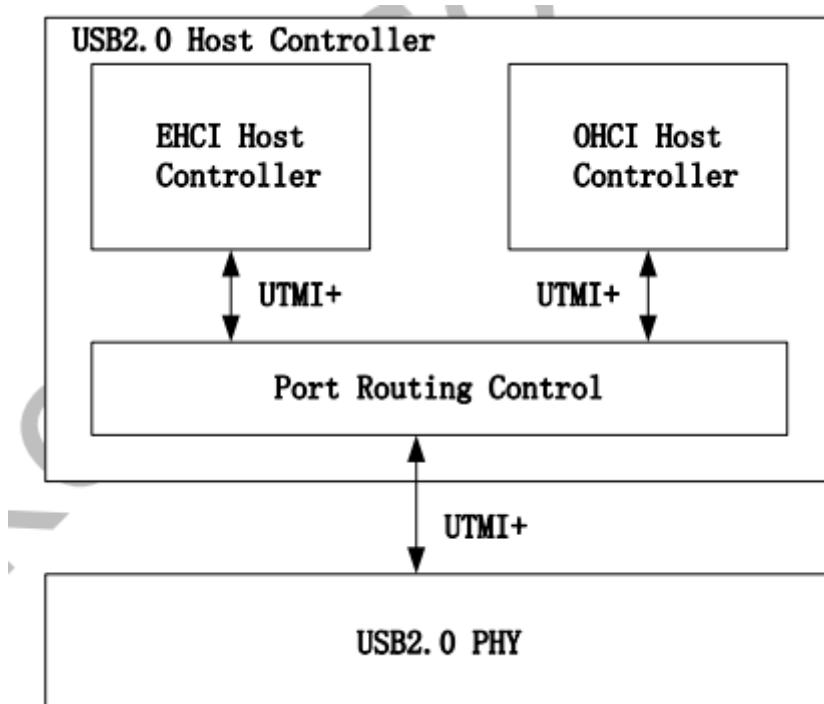 USB2.0 Host Controller
EHCI Host
Controller
OHCI Host
Controller
UTMI+
UTMI+
Port Routing Control
UTMI+
USB2.0 PHY